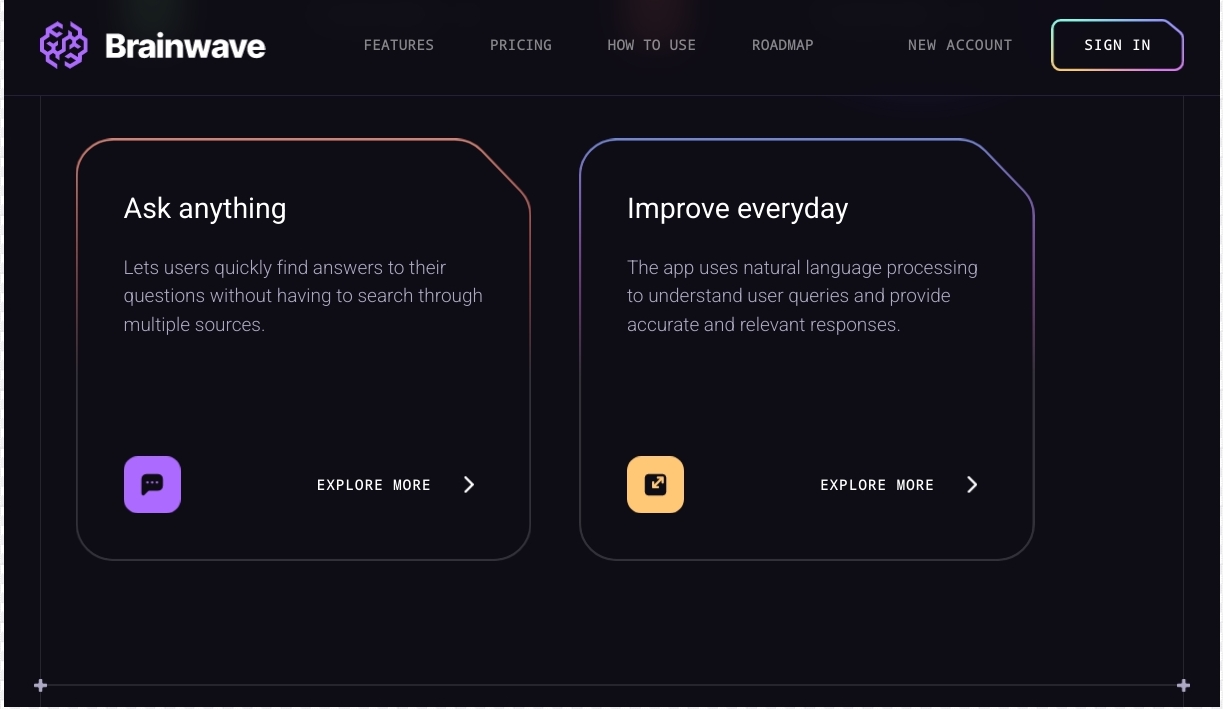 Brainwave
FEATURES
PRICING
HOW TO USE
ROADMAP
NEW ACCOUNT
SIGN IN
Ask anything
Lets users quickly find answers to their
questions without having to search through
multiple sources.
EXPLORE MORE
Improve everyday
The app uses natural language processing
to understand user queries and provide
accurate and relevant responses.
EXPLORE MORE